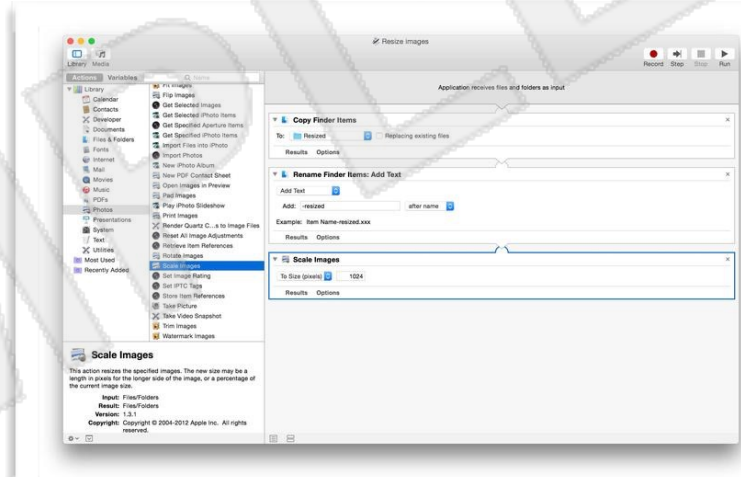 Resize images
Library Media
Record Step Stop Run
Actions Variables
Name
Library
Calendar
Contacts
Developer
Documents
Files & Folders
Fonts
Internet
Mail
Movies
Music
PDFs
Photos
Presentations
System
Text
Utilities
Most Used
Recently Added
Fit Images
Flip Images
Get Selected Images
Get Selected iPhoto Items
Get Specified Aperture Items
Get Specified iPhoto Items
Import Files into iPhoto
Import Photos
New iPhoto Album
New PDF Contact Sheet
Open Images in Preview
Pad Images
Play iPhoto Slideshow
Print Images
Render Quartz C...s to Image Files
Reset All Image Adjustments
Retrieve Item References
Rotate Images
Scale Images
Set Image Rating
Set IPTC Tags
Store Item References
Take Picture
Take Video Snapshot
Trim Images
Watermark Images
Scale Images
This action resizes the specified images. The new size may be a
length in pixels for the longer side of the image, or a percentage of
the current image size.
Input: Files/Folders
Result: Files/Folders
Version: 1.3.1
Copyright: Copyright © 2004-2012 Apple Inc. All rights
reserved.
Application receives files and folders as input
Copy Finder Items
To: Resized Replacing existing files
Results Options
Rename Finder Items: Add Text
Add Text
Add: -resized after name
Example: Item Name-resized.xxx
Results Options
Scale Images
To Size (pixels) 1024
Results Options